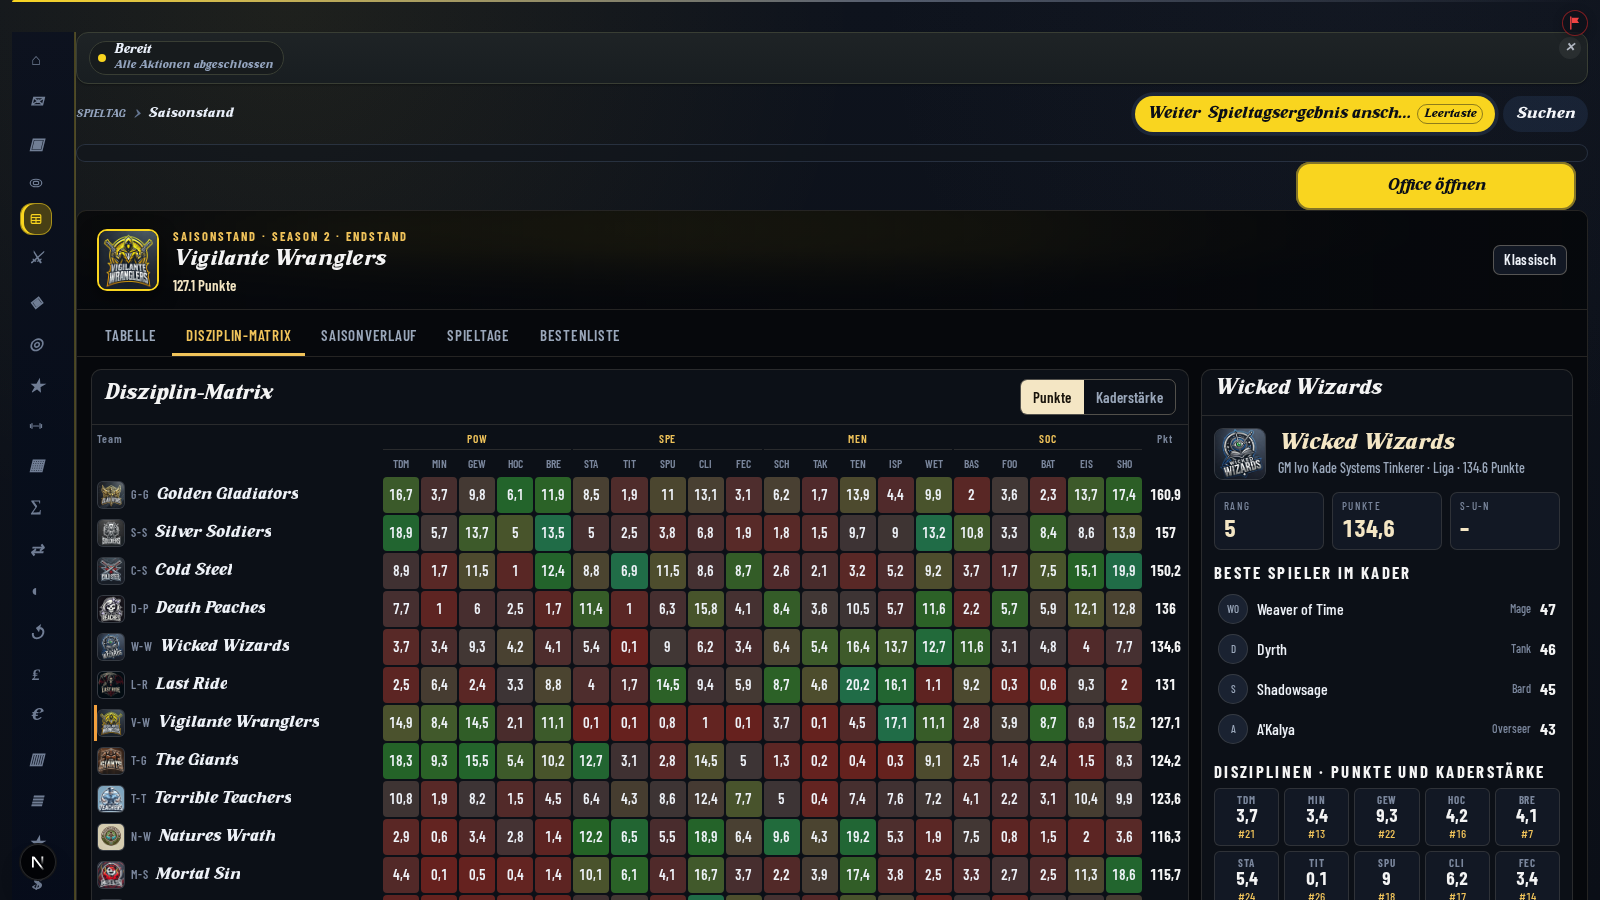 Bereit
Alle Aktionen abgeschlossen
SPIELTAG › Saisonstand
Weiter Spieltagsergebnis ansch... Leertaste
Suchen
Office öffnen
SAISONSTAND · SEASON 2 · ENDSTAND
Vigilante Wranglers
127.1 Punkte
Klassisch
TABELLE DISZIPLIN-MATRIX SAISONVERLAUF SPIELTAGE BESTENLISTE
Disziplin-Matrix
Punkte Kaderstärke
Team POW SPE MEN SOC Pkt
TDM MIN GEW HOC BRE STA TIT SPU CLI FEC SCH TAK TEN ISP WET BAS FOO BAT EIS SHO
G-G Golden Gladiators 16,7 3,7 9,8 6,1 11,9 8,5 1,9 11 13,1 3,1 6,2 1,7 13,9 4,4 9,9 2 3,6 2,3 13,7 17,4 160,9
S-S Silver Soldiers 18,9 5,7 13,7 5 13,5 5 2,5 3,8 6,8 1,9 1,8 1,5 9,7 9 13,2 10,8 3,3 8,4 8,6 13,9 157
C-S Cold Steel 8,9 1,7 11,5 1 12,4 8,8 6,9 11,5 8,6 8,7 2,6 2,1 3,2 5,2 9,2 3,7 1,7 7,5 15,1 19,9 150,2
D-P Death Peaches 7,7 1 6 2,5 1,7 11,4 1 6,3 15,8 4,1 8,4 3,6 10,5 5,7 11,6 2,2 5,7 5,9 12,1 12,8 136
W-W Wicked Wizards 3,7 3,4 9,3 4,2 4,1 5,4 0,1 9 6,2 3,4 6,4 5,4 16,4 13,7 12,7 11,6 3,1 4,8 4 7,7 134,6
L-R Last Ride 2,5 6,4 2,4 3,3 8,8 4 1,7 14,5 9,4 5,9 8,7 4,6 20,2 16,1 1,1 9,2 0,3 0,6 9,3 2 131
V-W Vigilante Wranglers 14,9 8,4 14,5 2,1 11,1 0,1 0,1 0,8 1 0,1 3,7 0,1 4,5 17,1 11,1 2,8 3,9 8,7 6,9 15,2 127,1
T-G The Giants 18,3 9,3 15,5 5,4 10,2 12,7 3,1 2,8 14,5 5 1,3 0,2 0,4 0,3 9,1 2,5 1,4 2,4 1,5 8,3 124,2
T-T Terrible Teachers 10,8 1,9 8,2 1,5 4,5 6,4 4,3 8,6 12,4 7,7 5 0,4 7,4 7,6 7,2 4,1 2,2 3,1 10,4 9,9 123,6
N-W Natures Wrath 2,9 0,6 3,4 2,8 1,4 12,2 6,5 5,5 18,9 6,4 9,6 4,3 19,2 5,3 1,9 7,5 0,8 1,5 2 3,6 116,3
M-S Mortal Sin 4,4 0,1 0,5 0,4 1,4 10,1 6,1 4,1 16,7 3,7 2,2 3,9 17,4 3,8 2,5 3,3 2,7 2,5 11,3 18,6 115,7
Wicked Wizards
Wicked Wizards
GM Ivo Kade Systems Tinkerer · Liga · 134.6 Punkte
RANG PUNKTE S-U-N
5 134,6 –
BESTE SPIELER IM KADER
WO Weaver of Time Mage 47
D Dyrth Tank 46
S Shadowsage Bard 45
A A'Kalya Overseer 43
DISZIPLINEN · PUNKTE UND KADERSTÄRKE
TDM MIN GEW HOC BRE
3,7 3,4 9,3 4,2 4,1
#21 #13 #22 #16 #7
STA TIT SPU CLI FEC
5,4 0,1 9 6,2 3,4
#24 #26 #18 #17 #14